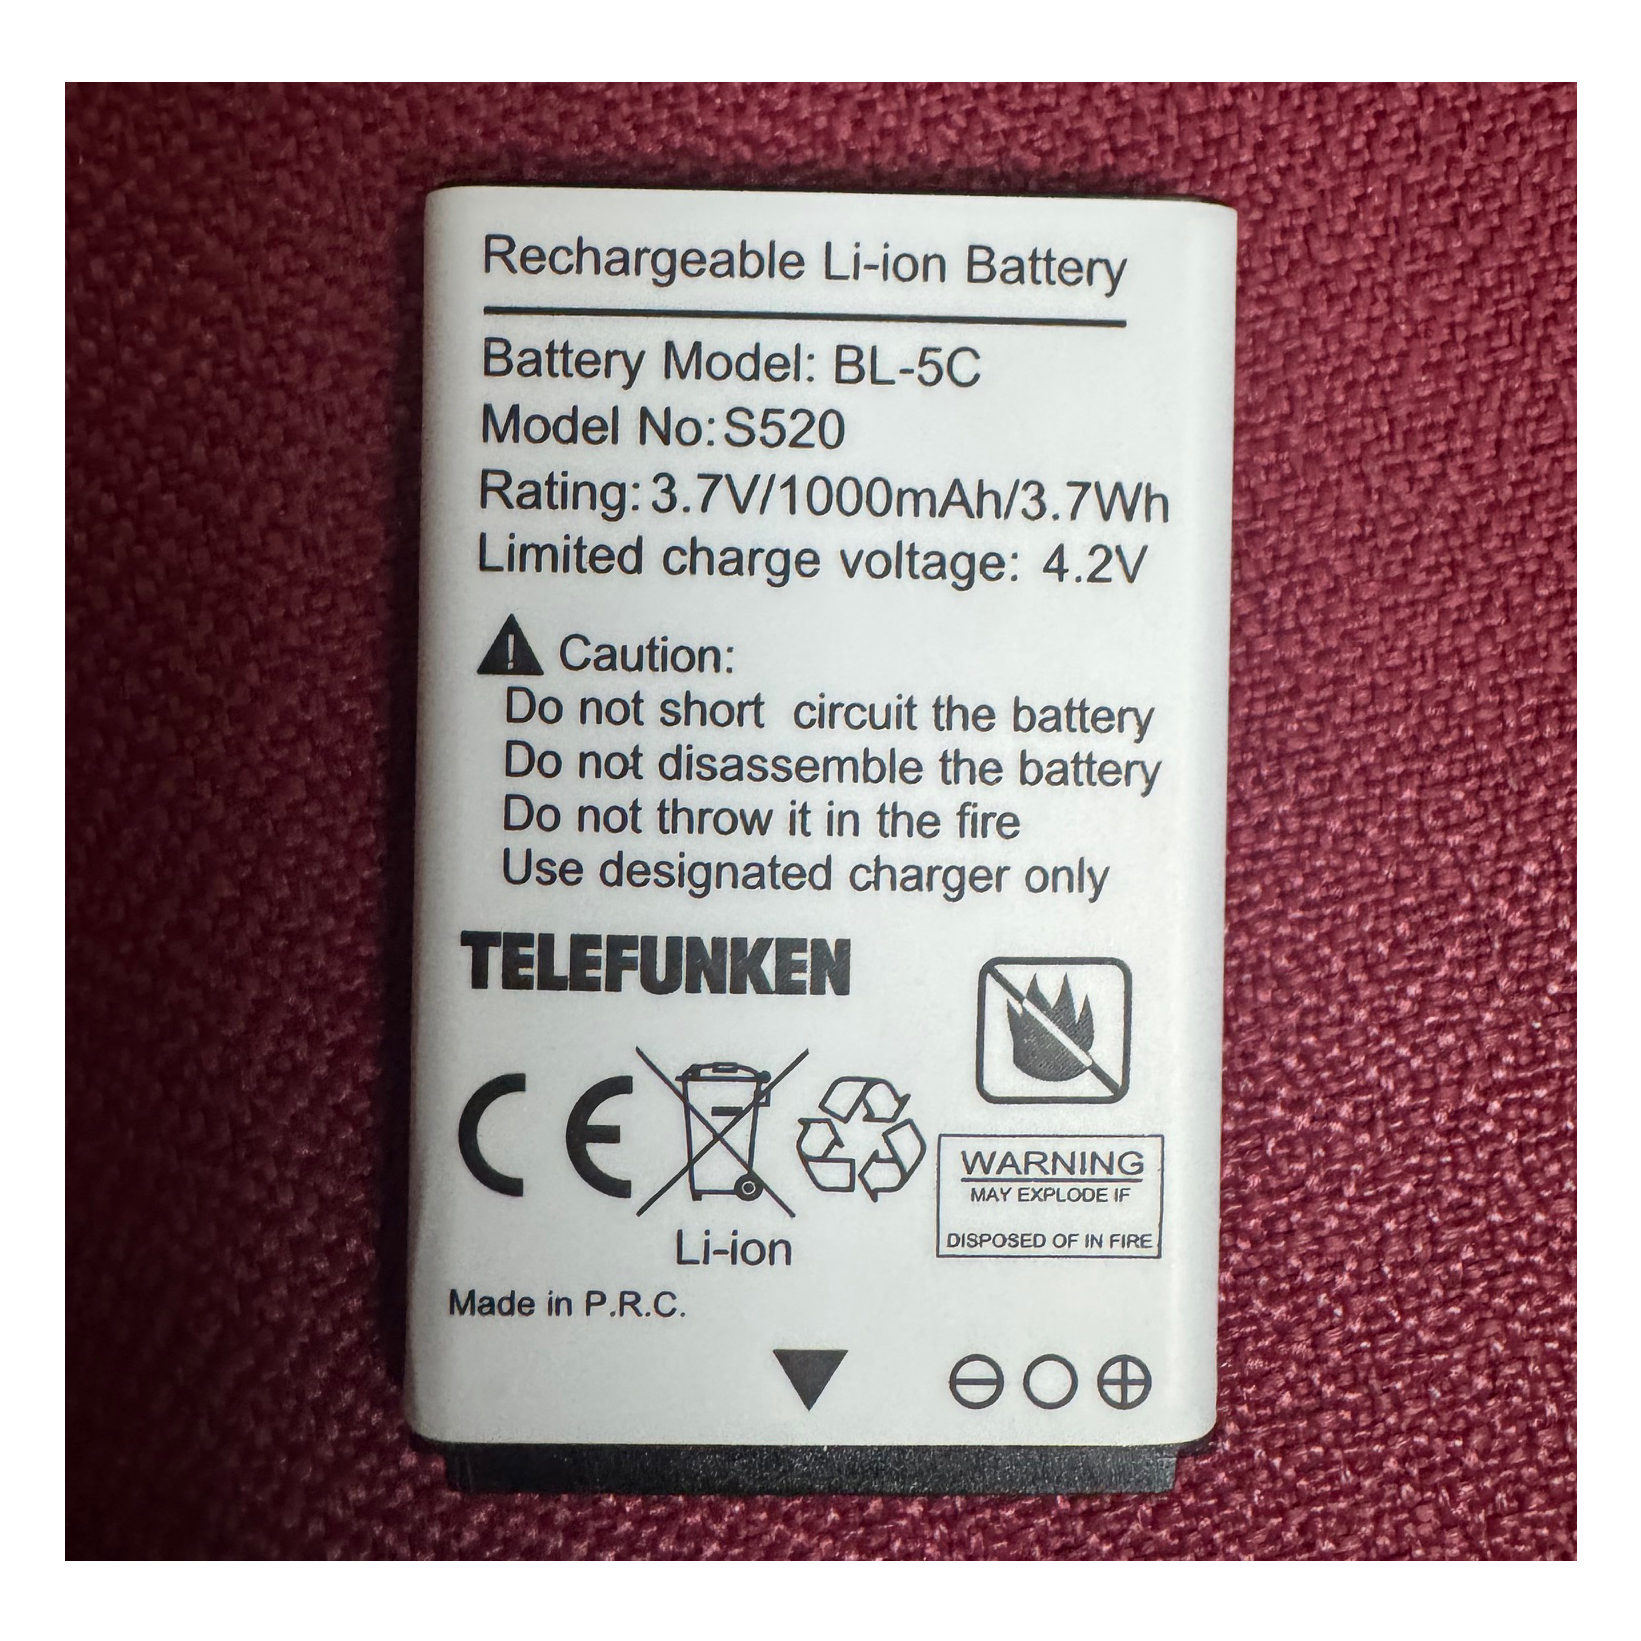 Rechargeable Li-ion Battery
Battery Model: BL-5C
Model No: S520
Rating: 3.7V/1000mAh/3.7Wh
Limited charge voltage: 4.2V
Caution:
Do not short circuit the battery
Do not disassemble the battery
Do not throw it in the fire
Use designated charger only
TELEFUNKEN
CE
WARNING
MAY EXPLODE IF
DISPOSED OF IN FIRE
Li-ion
Made in P.R.C.